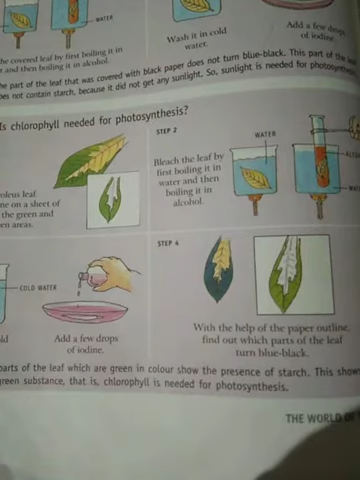 WATER
he covered leaf by first boiling it in
r and then boiling it in alcohol.
Wash it in cold
water.
Add a few drops
of iodine.
he part of the leaf that was covered with black paper does not turn blue-black. This part of the leaf
oes not contain starch, because it did not get any sunlight. So, sunlight is needed for photosynthesis
Is chlorophyll needed for photosynthesis?
oleus leaf
ne on a sheet of
the green and
en areas.
STEP 2
Bleach the leaf by
first boiling it in
water and then
boiling it in
alcohol.
WATER
COLD WATER
ld
Add a few drops
of iodine.
STEP 4
With the help of the paper outline,
find out which parts of the leaf
turn blue-black.
parts of the leaf which are green in colour show the presence of starch. This show
green substance, that is, chlorophyll is needed for photosynthesis.
THE WORLD OF